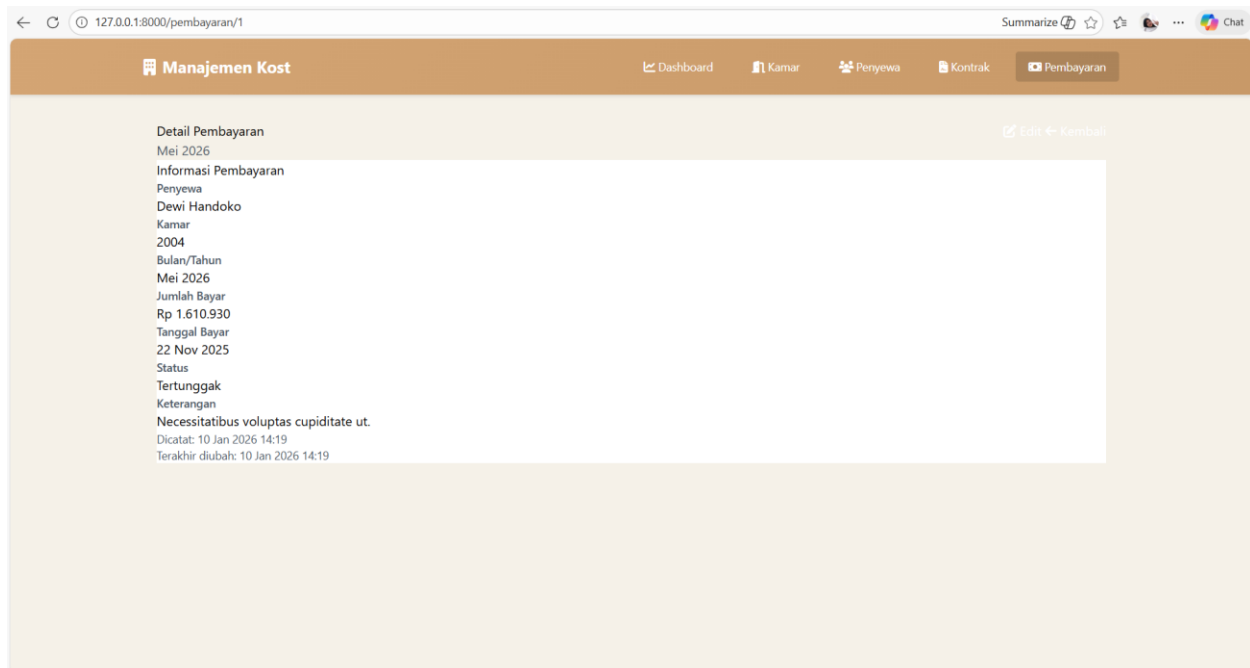 127.0.0.1:8000/pembayaran/1
Summarize
Chat
Manajemen Kost
Dashboard
Kamar
Penyewa
Kontrak
Pembayaran
Detail Pembayaran
Edit
Kembali
Mei 2026
Informasi Pembayaran
Penyewa
Dewi Handoko
Kamar
2004
Bulan/Tahun
Mei 2026
Jumlah Bayar
Rp 1.610.930
Tanggal Bayar
22 Nov 2025
Status
Tertunggak
Keterangan
Necessitatibus voluptas cupiditate ut.
Dicatat: 10 Jan 2026 14:19
Terakhir diubah: 10 Jan 2026 14:19